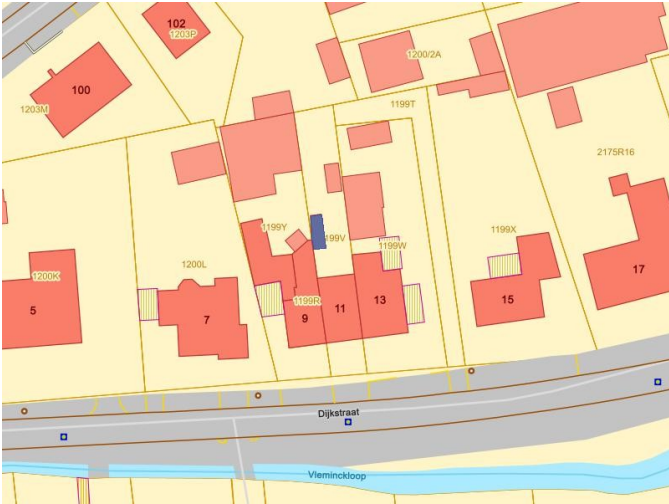 102
1203P
1200/2A
100
1203M
1199T
2175R16
1199Y
199V
1199W
1199X
1200L
1200K
17
1199R
15
13
11
9
7
5
Dijkstraat
Vleminckloop